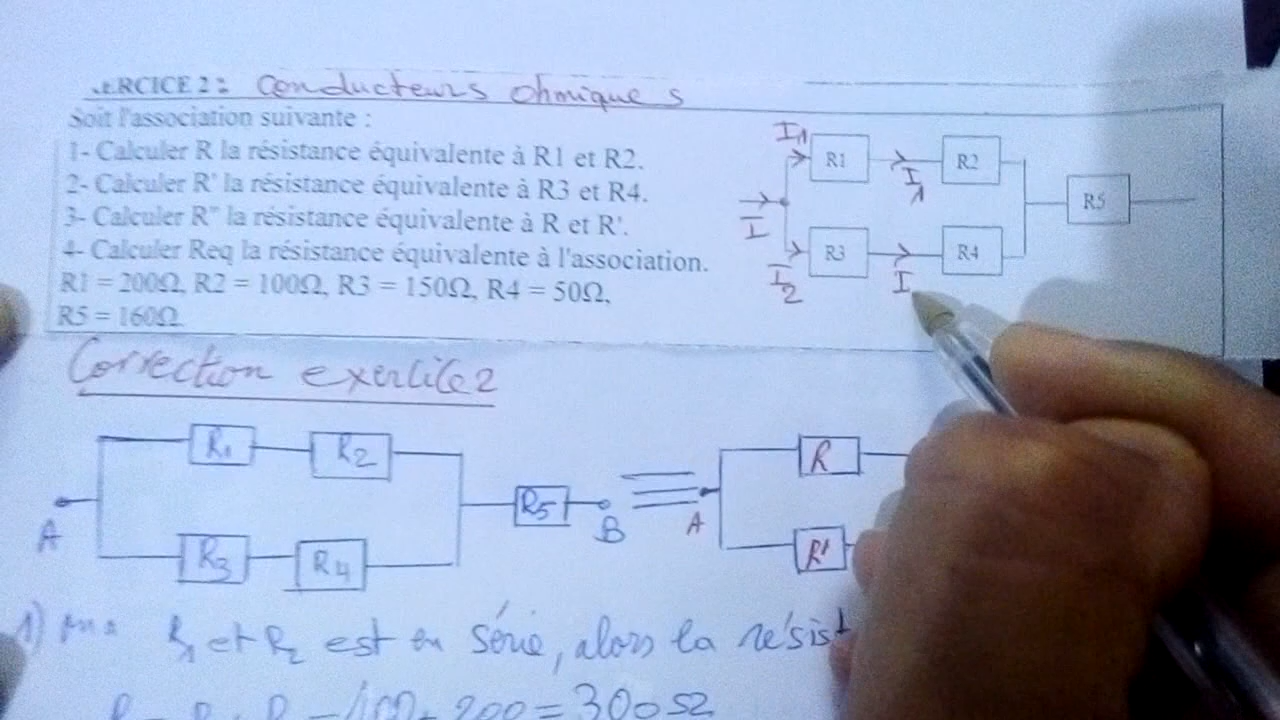 ERCICE 2 : Conducteurs ohmiques
Soit l'association suivante :
1- Calculer R la résistance équivalente à R1 et R2.
2- Calculer R' la résistance équivalente à R3 et R4.
3- Calculer R" la résistance équivalente à R et R'.
4- Calculer Req la résistance équivalente à l'association.
R1 = 200Ω, R2 = 100Ω, R3 = 150Ω, R4 = 50Ω,
R5 = 160Ω.
I1 R1 I1 R2
I R5
I2 R3 I R4
Correction exercice 2
R1 R2 R
A R5 B A
R3 R4 R'
1) R1 et R2 est en série, alors la résist
200 = 300Ω